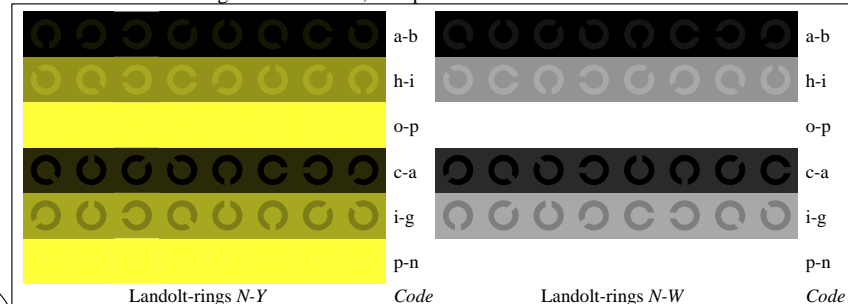 a-b a-b
h-i h-i
o-p o-p
c-a c-a
i-g i-g
p-n p-n
Landolt-rings N-Y Code Landolt-rings N-W Code